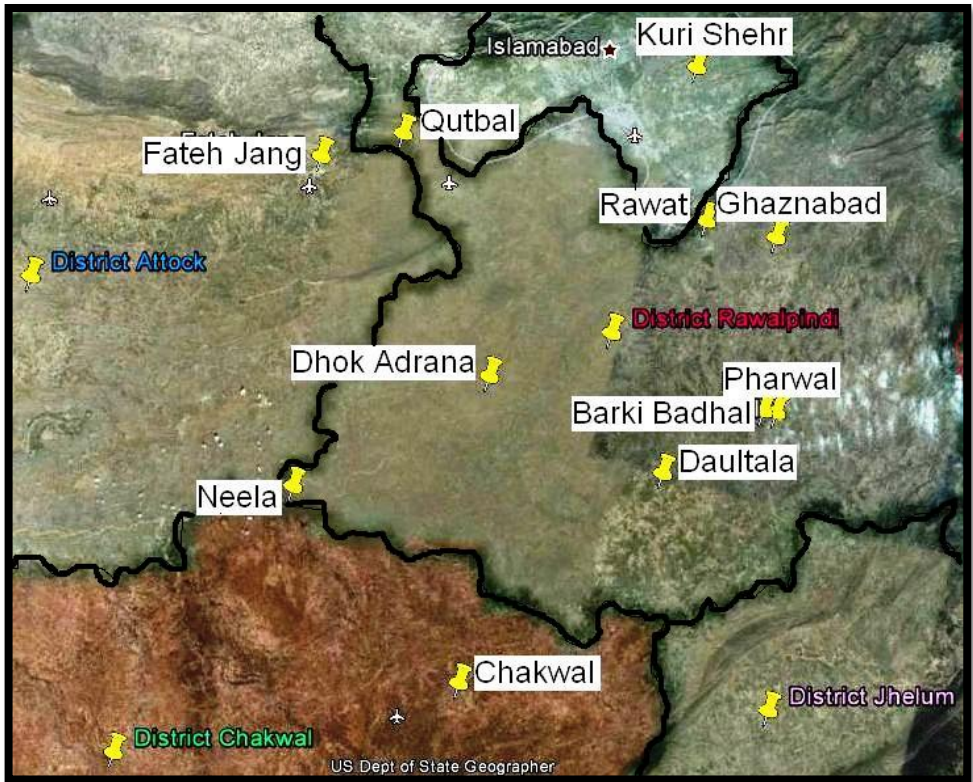 Kuri Shehr
Islamabad
Qutbal
Fateh Jang
Rawat
Ghaznabad
District Attock
District Rawalpindi
Dhok Adrana
Pharwal
Barki Badhal
Daultala
Neela
Chakwal
District Jhelum
District Chakwal
US Dept of State Geographer